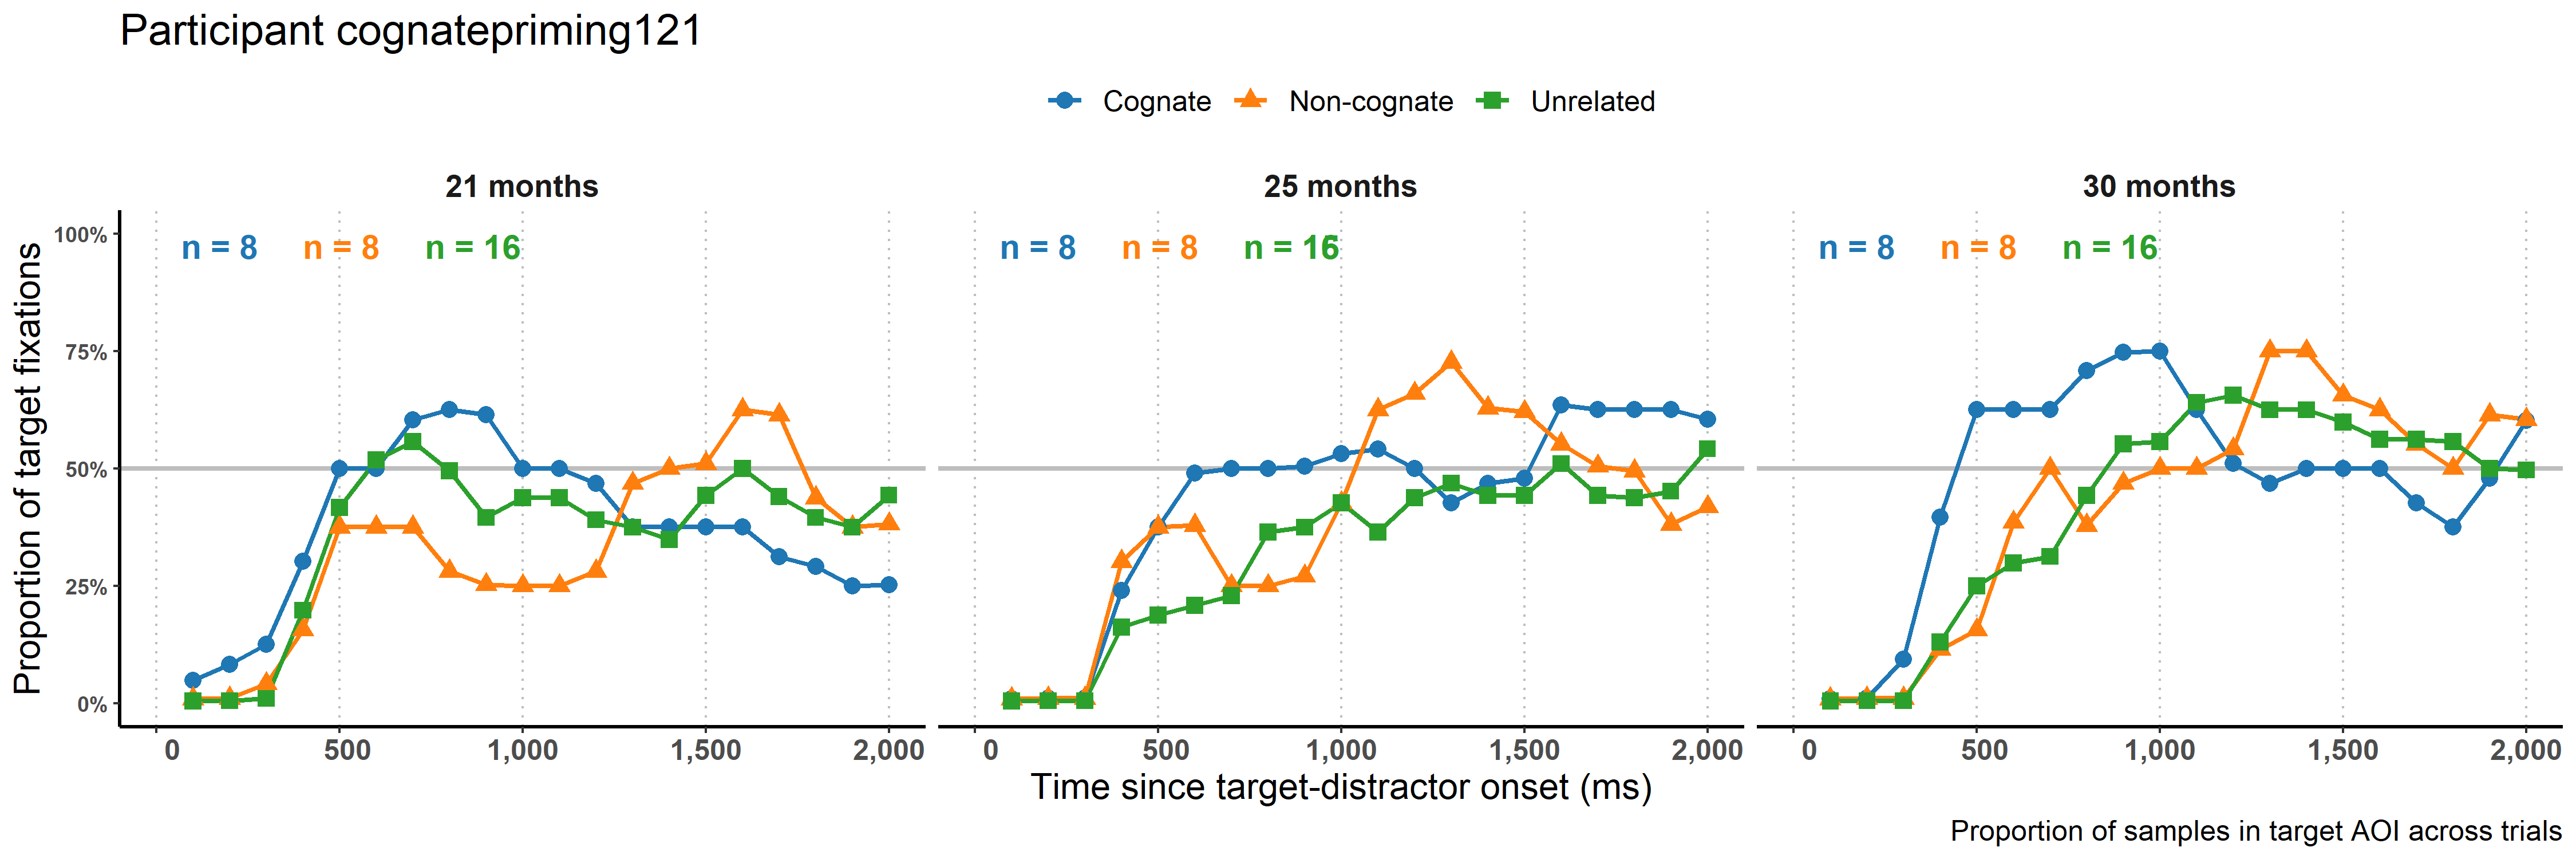 Participant cognatepriming121
Cognate Non-cognate Unrelated
21 months 25 months 30 months
Proportion of target fixations
100%
75%
50%
25%
0%
n = 8 n = 8 n = 16
n = 8 n = 8 n = 16
n = 8 n = 8 n = 16
0 500 1,000 1,500 2,000
0 500 1,000 1,500 2,000
0 500 1,000 1,500 2,000
Time since target-distractor onset (ms)
Proportion of samples in target AOI across trials